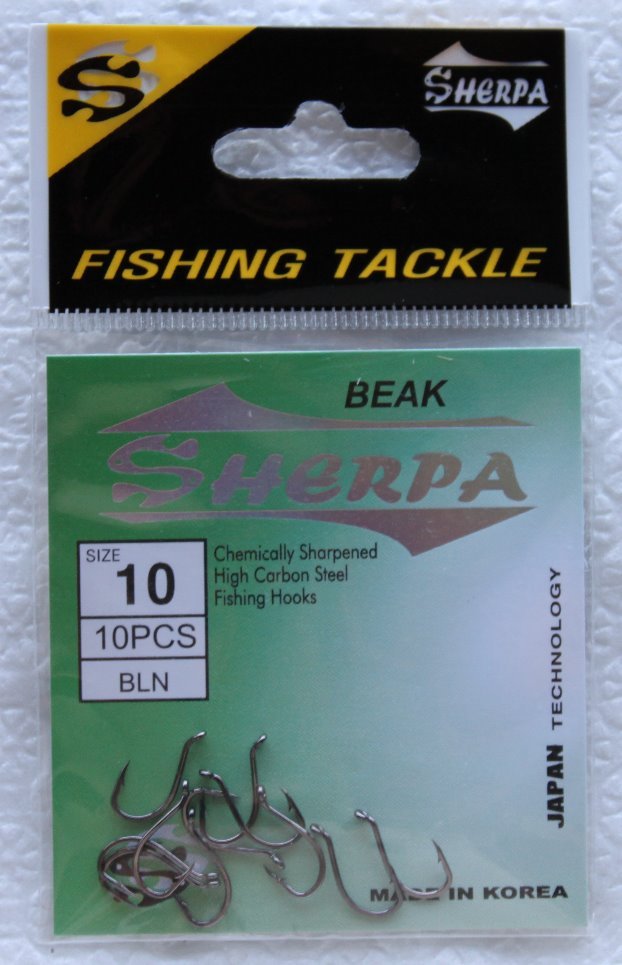 SHERPA
FISHING TACKLE
BEAK
SHERPA
SIZE
10
10PCS
BLN
Chemically Sharpened
High Carbon Steel
Fishing Hooks
JAPAN TECHNOLOGY
MADE IN KOREA